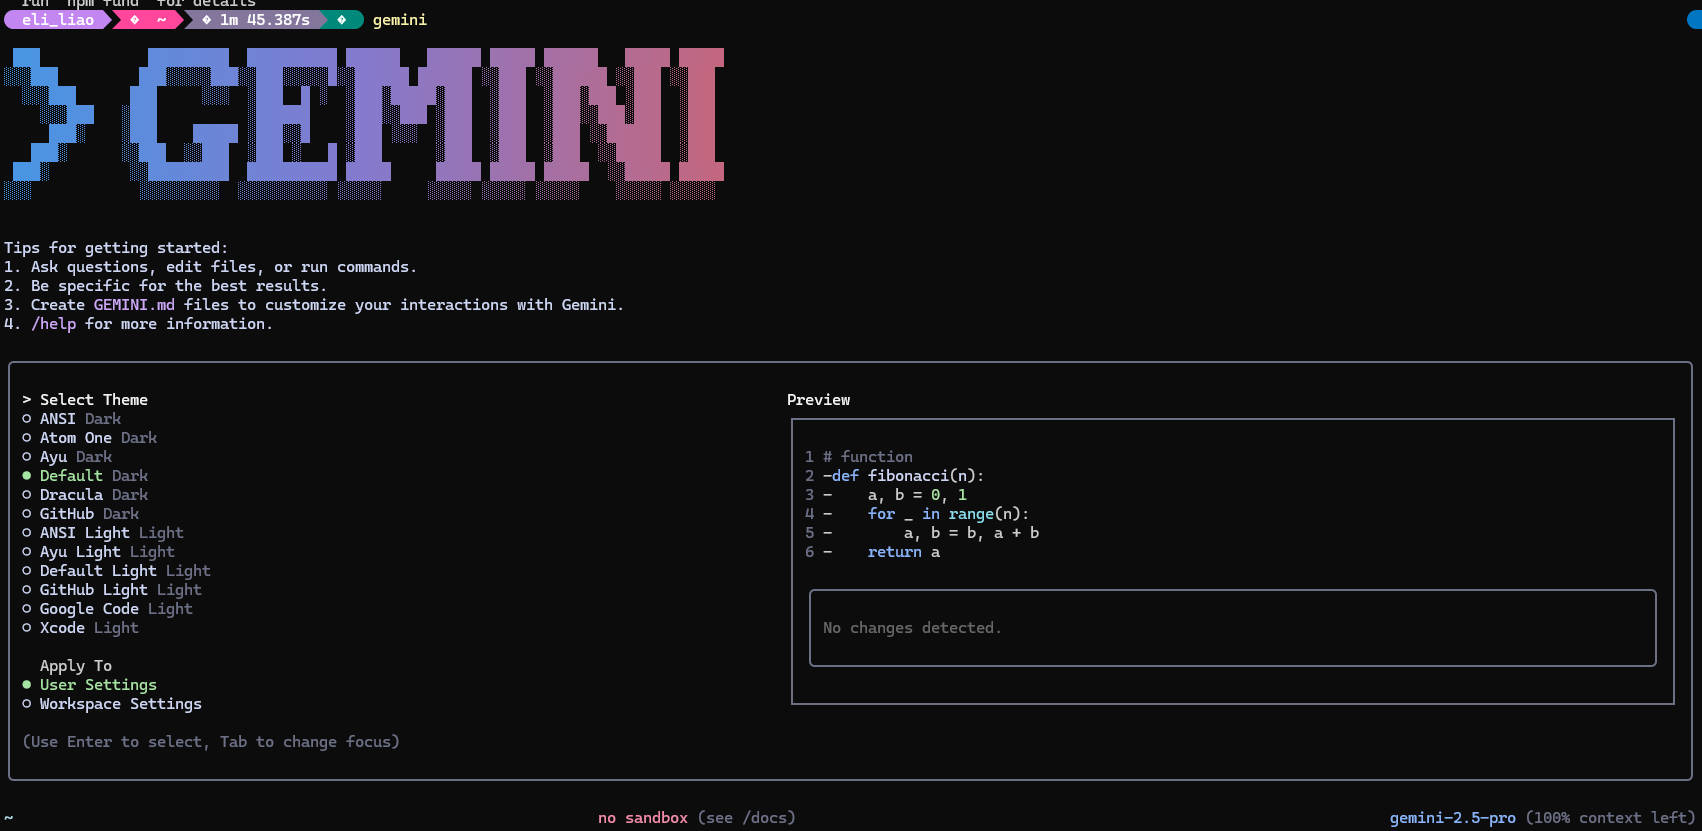 run `npm fund` for details
eli_liao ~ 1m 45.387s gemini
> GEMINI
Tips for getting started:
1. Ask questions, edit files, or run commands.
2. Be specific for the best results.
3. Create GEMINI.md files to customize your interactions with Gemini.
4. /help for more information.
> Select Theme
ANSI Dark
Atom One Dark
Ayu Dark
Default Dark
Dracula Dark
GitHub Dark
ANSI Light Light
Ayu Light Light
Default Light Light
GitHub Light Light
Google Code Light
Xcode Light
Apply To
User Settings
Workspace Settings
(Use Enter to select, Tab to change focus)
Preview
1 # function
2 -def fibonacci(n):
3 -    a, b = 0, 1
4 -    for _ in range(n):
5 -        a, b = b, a + b
6 -    return a
No changes detected.
~ no sandbox (see /docs) gemini-2.5-pro (100% context left)